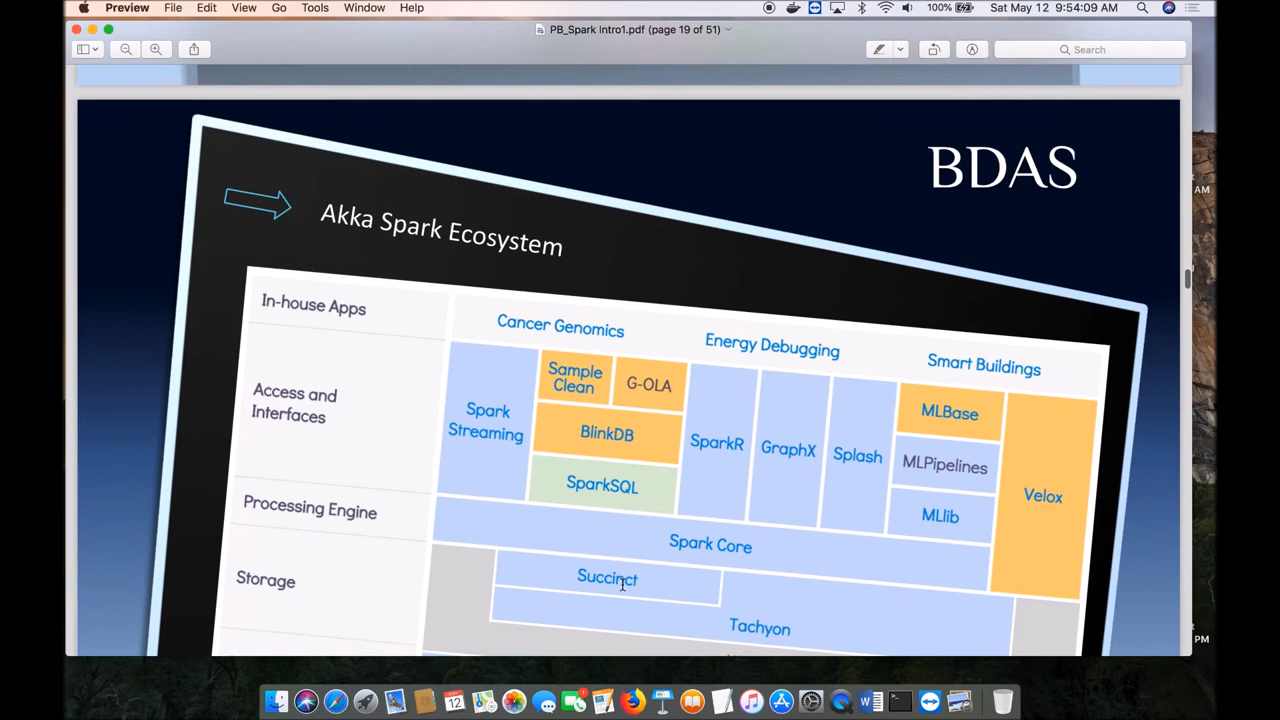 Preview File Edit View Go Tools Window Help
100% Sat May 12 9:54:09 AM
PB_Spark Intro1.pdf (page 19 of 51)
Search
BDAS
Akka Spark Ecosystem
In-house Apps
Cancer Genomics
Energy Debugging
Smart Buildings
Access and
Interfaces
Spark
Streaming
Sample
Clean
G-OLA
BlinkDB
SparkSQL
SparkR
GraphX
Splash
MLBase
MLPipelines
MLlib
Velox
Processing Engine
Spark Core
Storage
Succinct
Tachyon
AM
PM
12